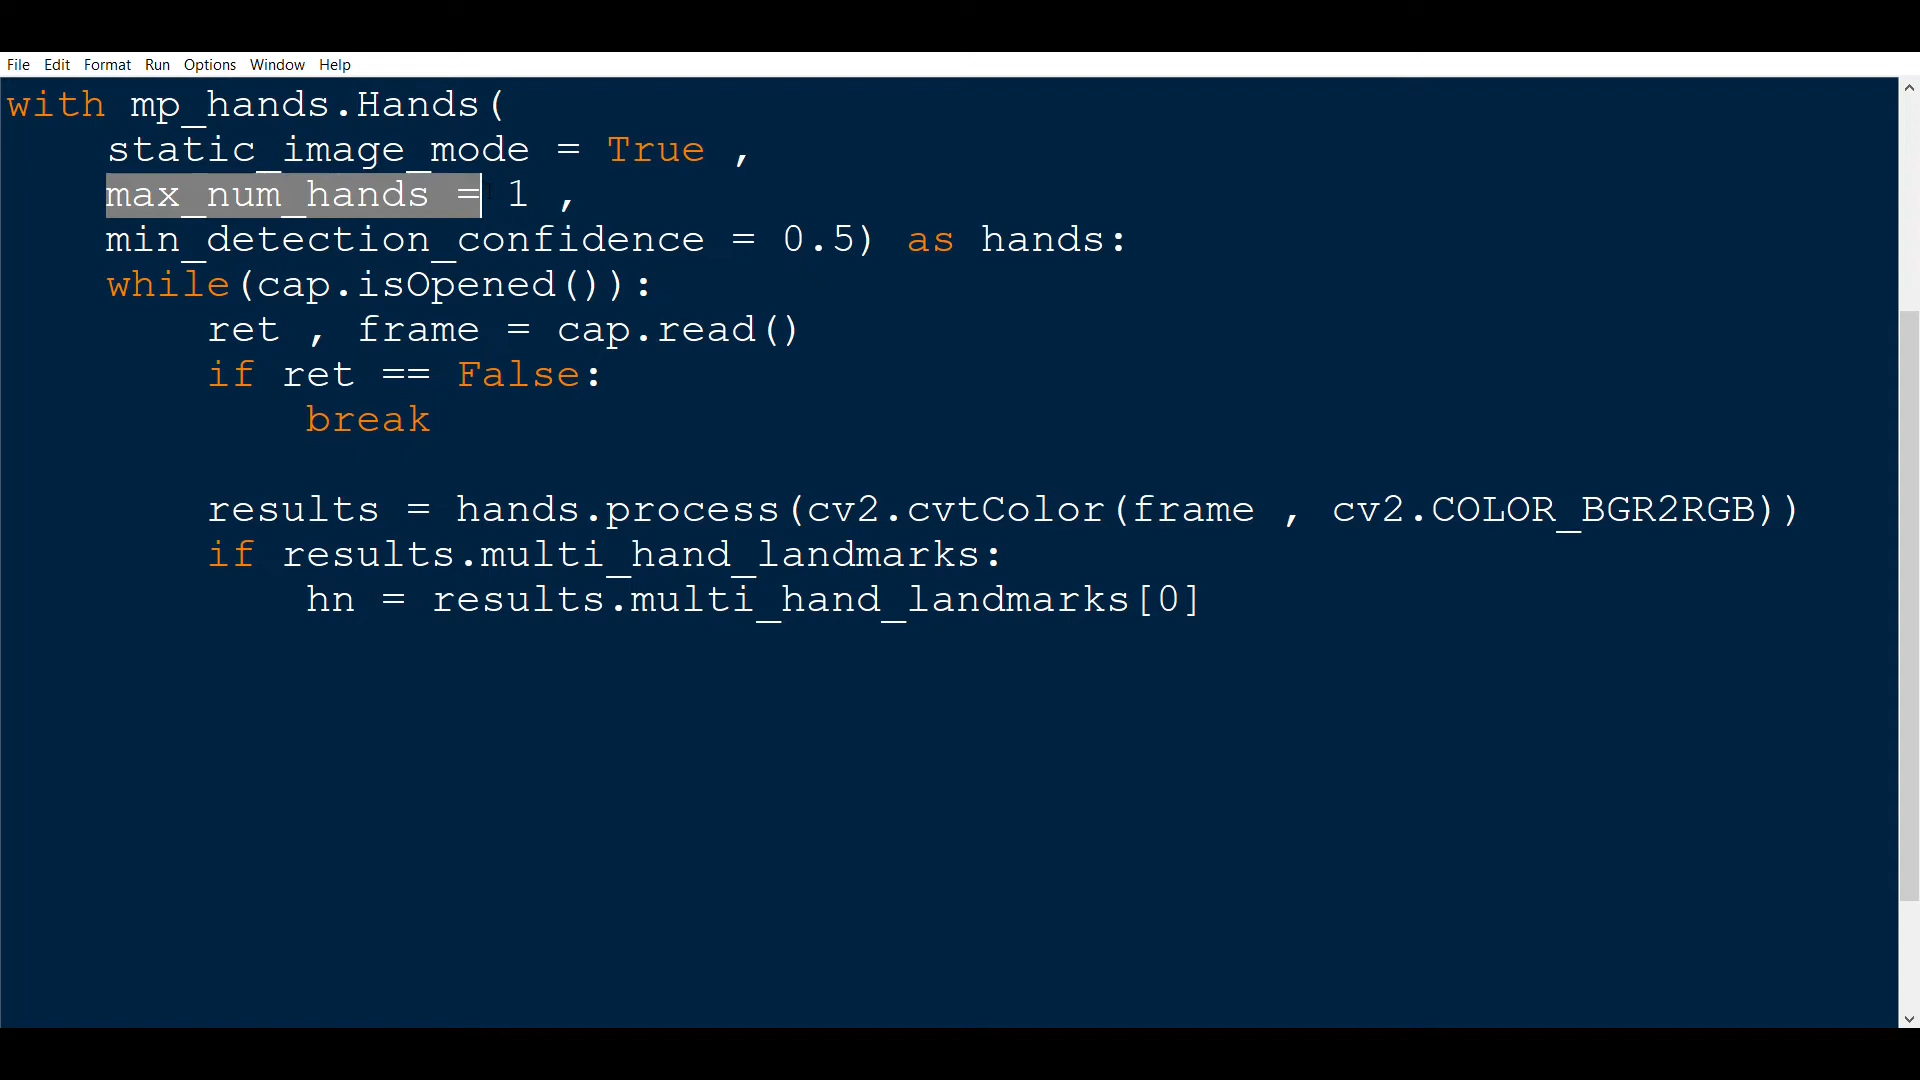 File Edit Format Run Options Window Help
with mp_hands.Hands(
static_image_mode = True ,
max_num_hands = 1 ,
min_detection_confidence = 0.5) as hands:
while(cap.isOpened()):
ret , frame = cap.read()
if ret == False:
break
results = hands.process(cv2.cvtColor(frame , cv2.COLOR_BGR2RGB))
if results.multi_hand_landmarks:
hn = results.multi_hand_landmarks[0]